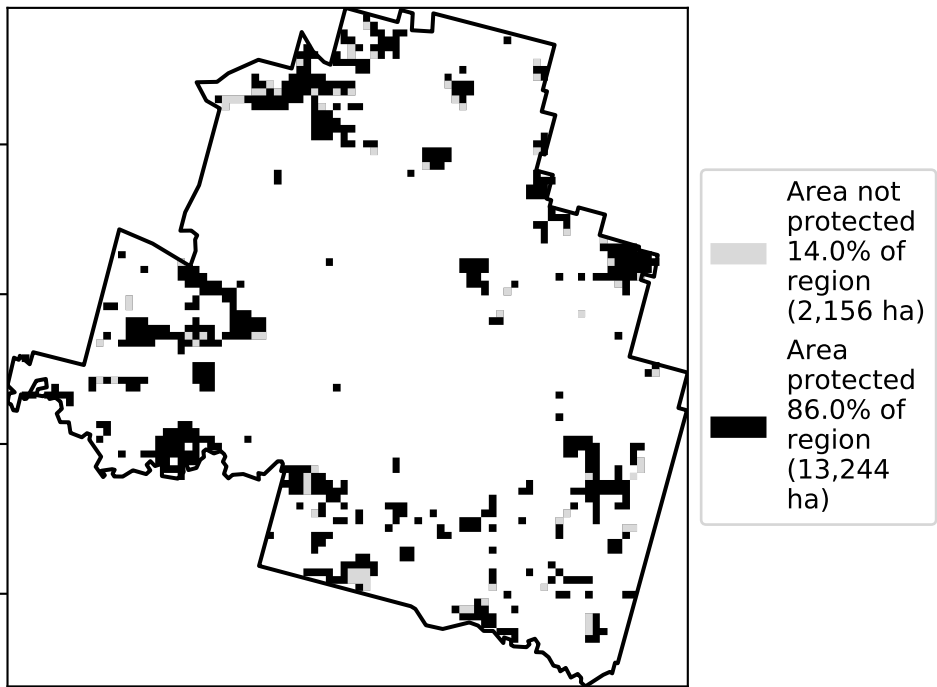 Area not
protected
14.0% of
region
(2,156 ha)
Area
protected
86.0% of
region
(13,244
ha)